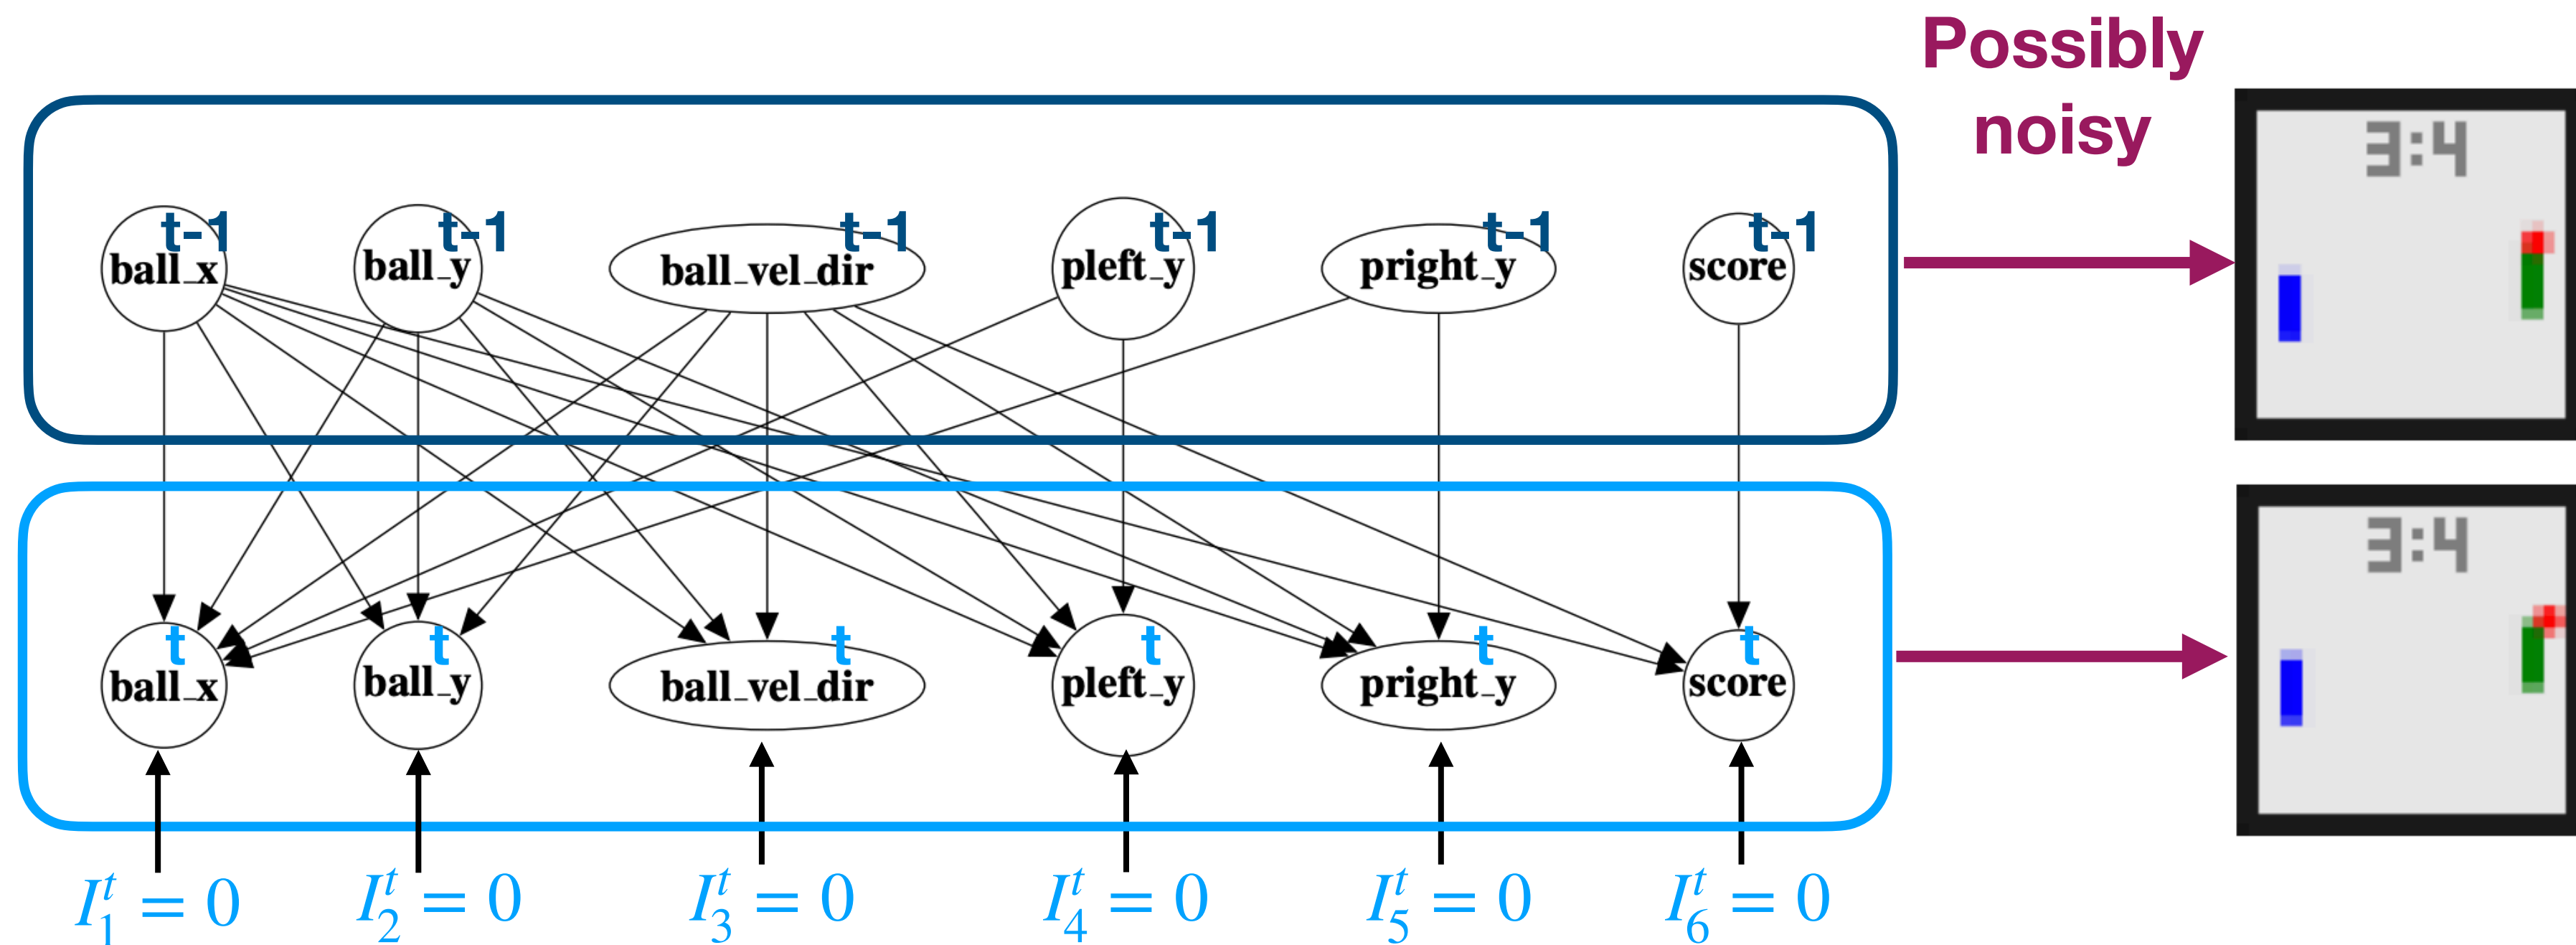 Possibly
noisy
3:4
t-1 t-1 t-1 t-1 t-1 t-1
ball_x ball_y ball_vel_dir pleft_y pright_y score
3:4
t t t t t t
ball_x ball_y ball_vel_dir pleft_y pright_y score
I₁ᵗ = 0 I₂ᵗ = 0 I₃ᵗ = 0 I₄ᵗ = 0 I₅ᵗ = 0 I₆ᵗ = 0